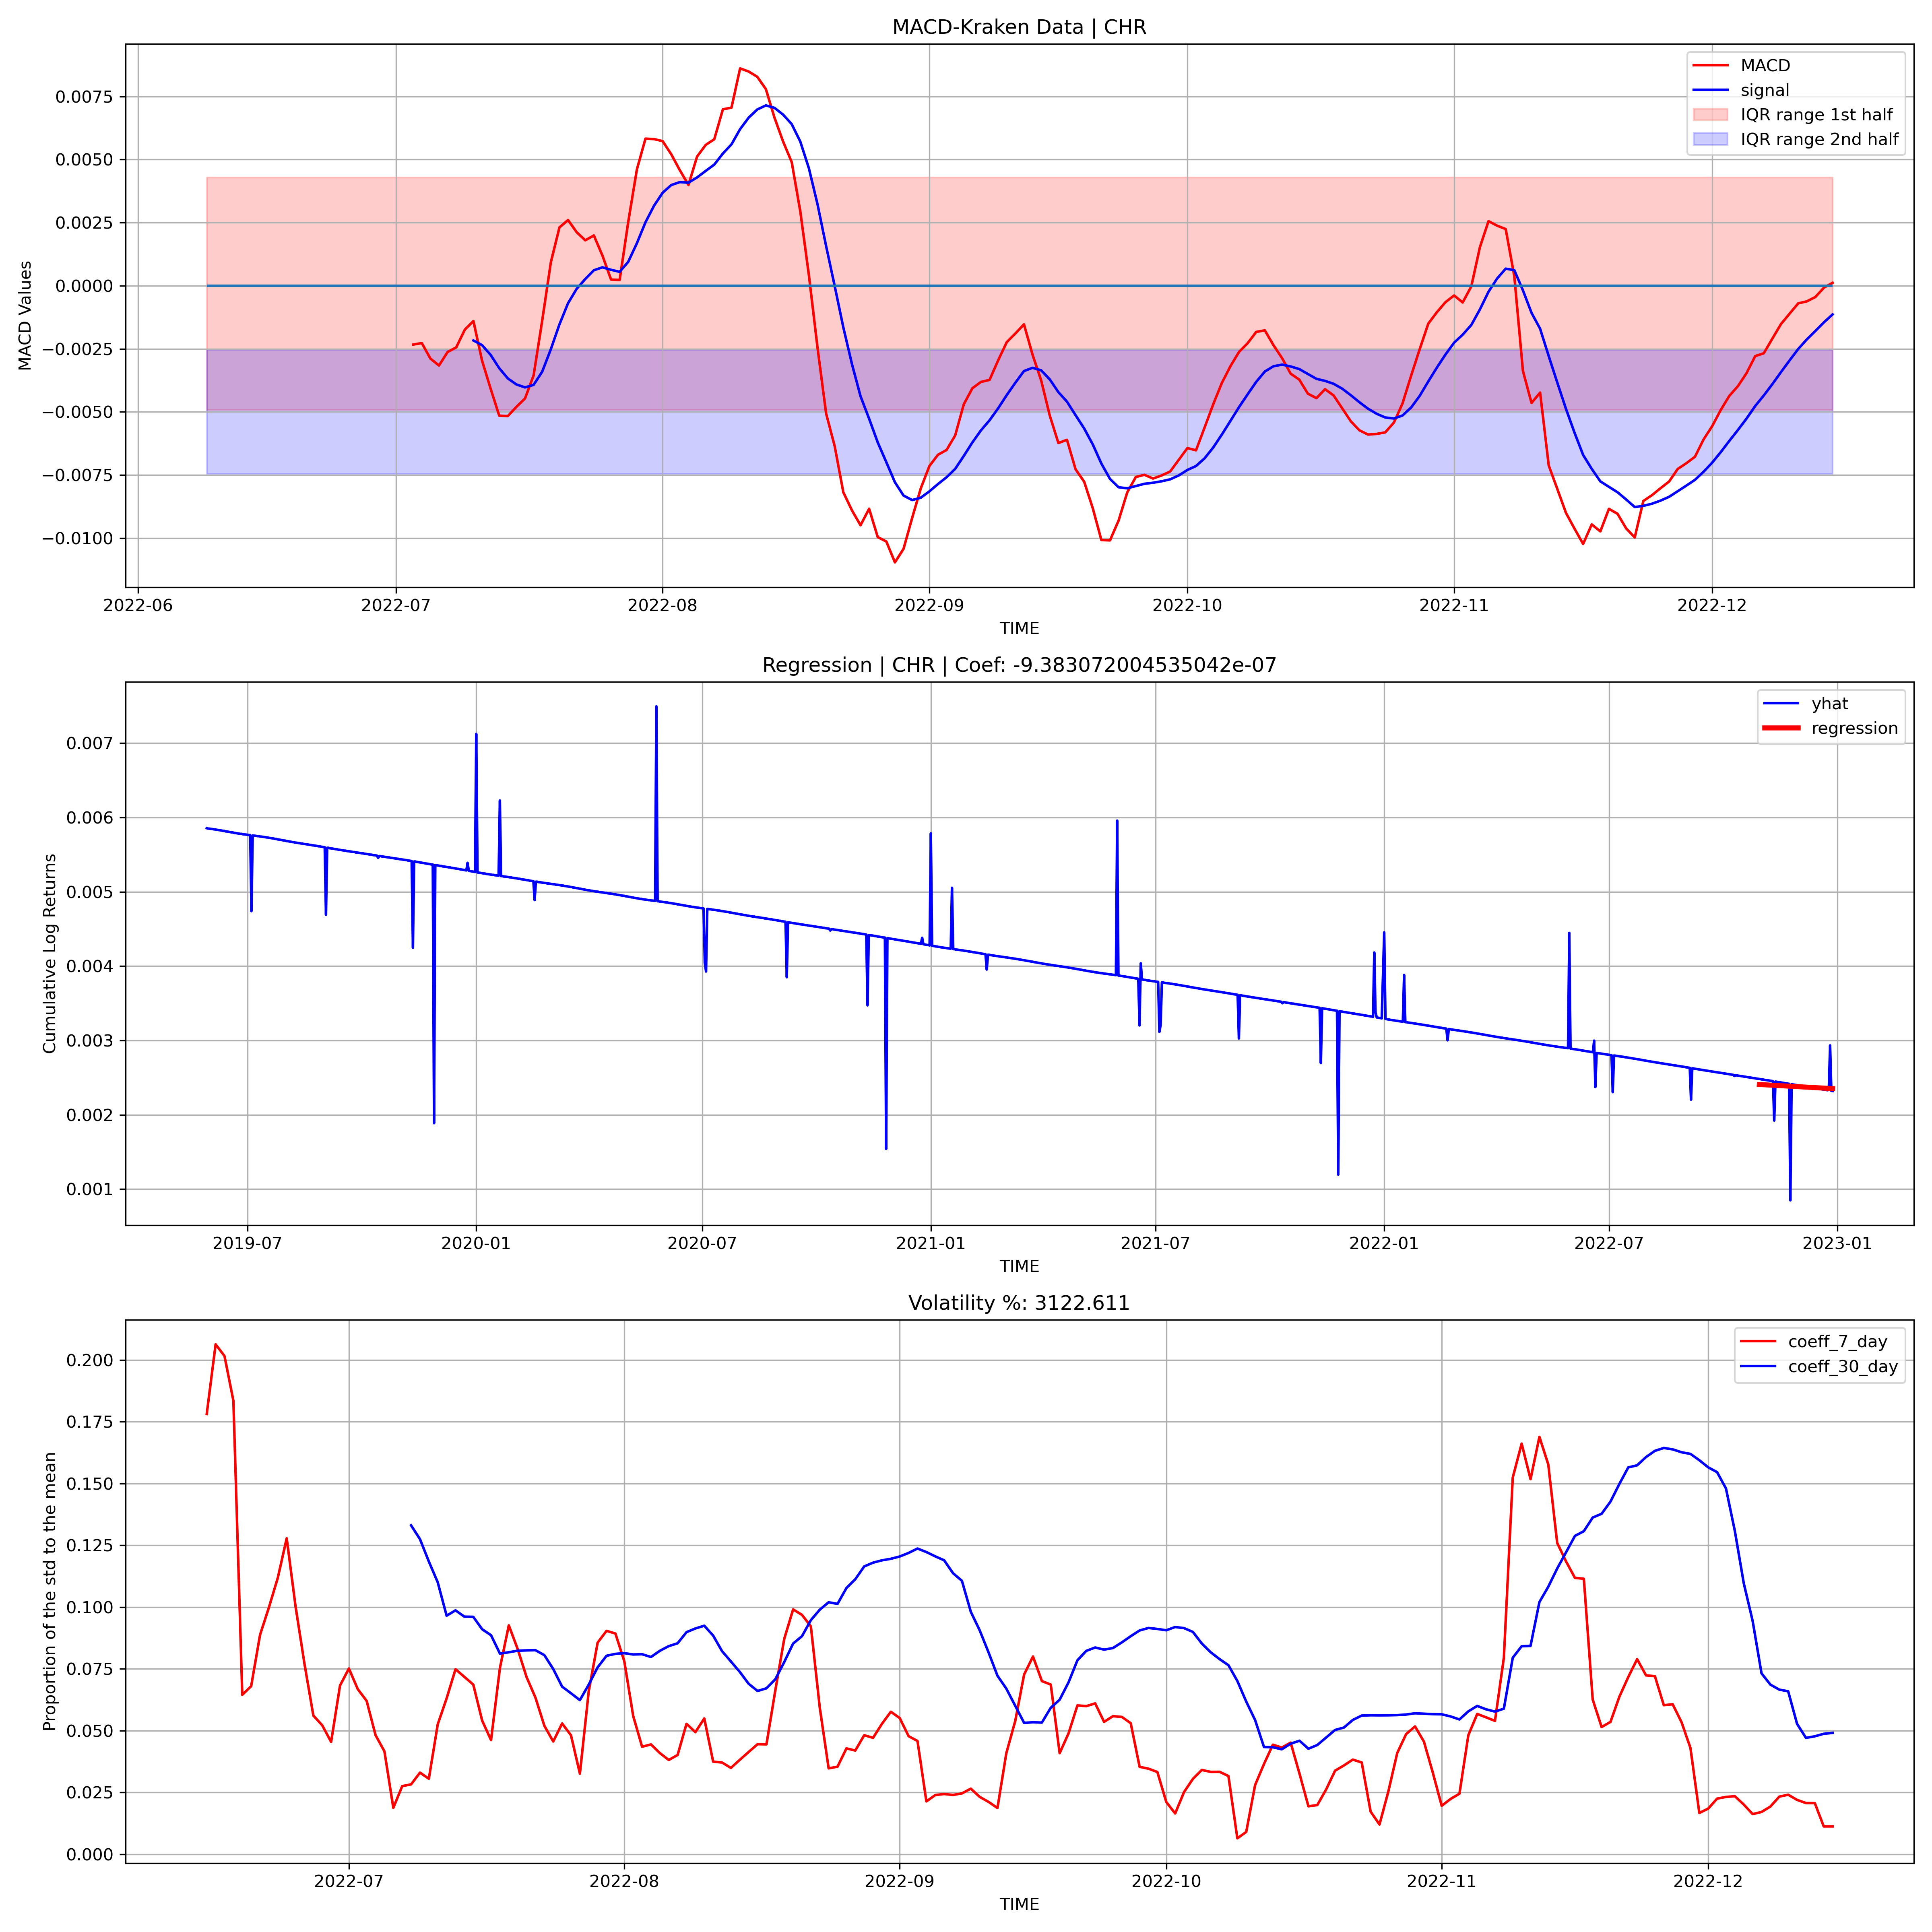 MACD-Kraken Data | CHR
MACD
signal
IQR range 1st half
IQR range 2nd half
MACD Values
0.0075
0.0050
0.0025
0.0000
−0.0025
−0.0050
−0.0075
−0.0100
2022-06 2022-07 2022-08 2022-09 2022-10 2022-11 2022-12
TIME
Regression | CHR | Coef: -9.383072004535042e-07
yhat
regression
Cumulative Log Returns
0.007
0.006
0.005
0.004
0.003
0.002
0.001
2019-07 2020-01 2020-07 2021-01 2021-07 2022-01 2022-07 2023-01
TIME
Volatility %: 3122.611
coeff_7_day
coeff_30_day
Proportion of the std to the mean
0.200
0.175
0.150
0.125
0.100
0.075
0.050
0.025
0.000
2022-07 2022-08 2022-09 2022-10 2022-11 2022-12
TIME